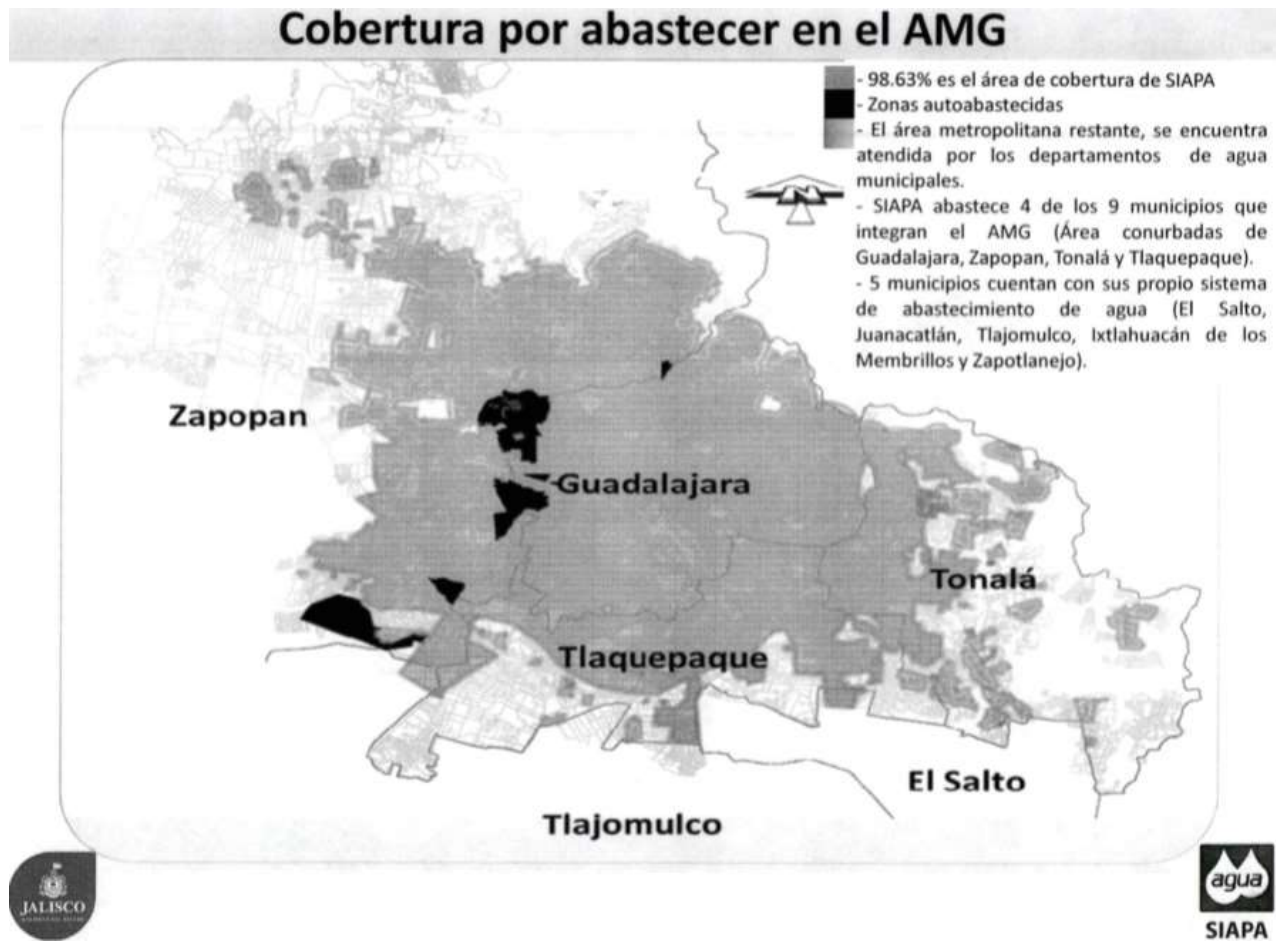 Cobertura por abastecer en el AMG
- 98.63% es el área de cobertura de SIAPA
- Zonas autoabastecidas
- El área metropolitana restante, se encuentra
atendida por los departamentos de agua
municipales.
- SIAPA abastece 4 de los 9 municipios que
integran el AMG (Área conurbadas de
Guadalajara, Zapopan, Tonalá y Tlaquepaque).
- 5 municipios cuentan con sus propio sistema
de abastecimiento de agua (El Salto,
Juanacatlán, Tlajomulco, Ixtlahuacán de los
Membrillos y Zapotlanejo).
Zapopan
Guadalajara
Tonalá
Tlaquepaque
El Salto
Tlajomulco
JALISCO
agua
SIAPA